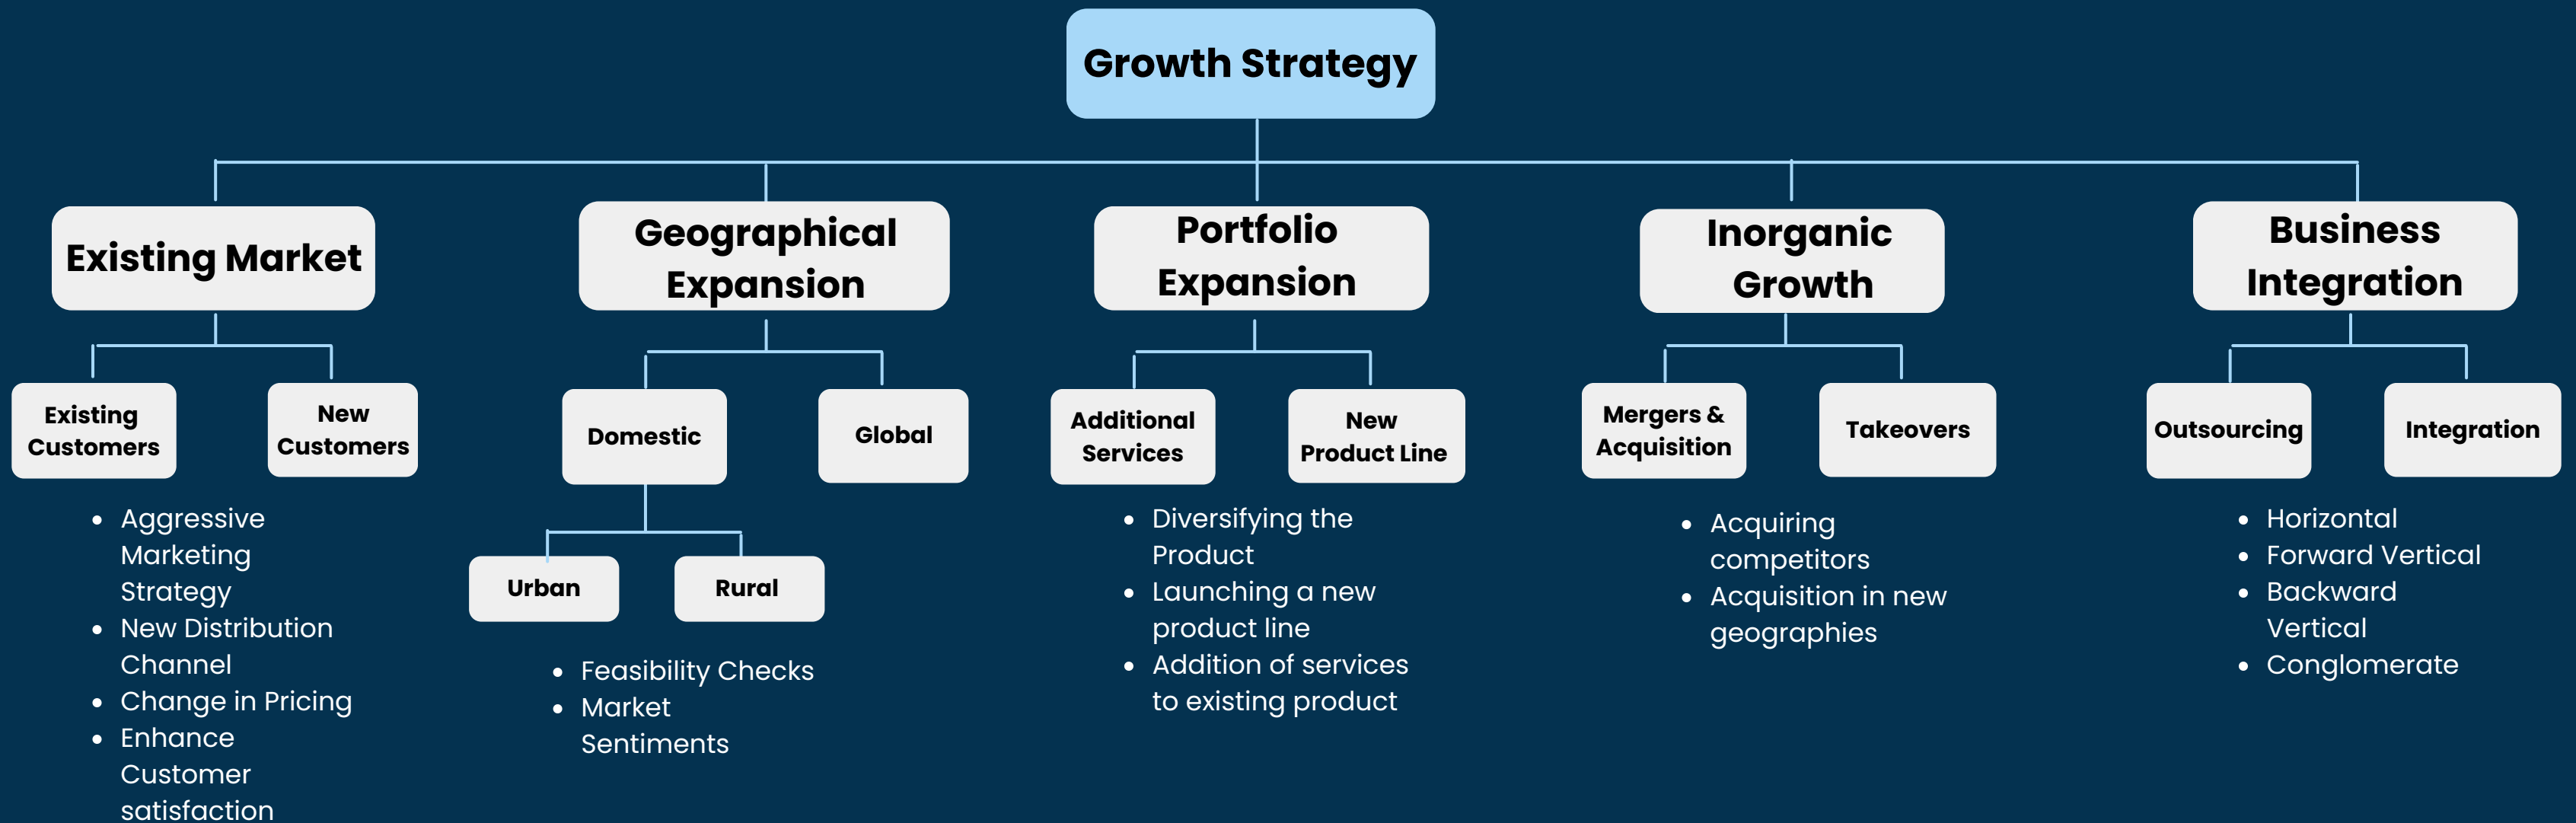 Growth Strategy
Existing Market
Geographical
Expansion
Portfolio
Expansion
Inorganic
Growth
Business
Integration
Existing
Customers
New
Customers
Domestic
Global
Additional
Services
New
Product Line
Mergers &
Acquisition
Takeovers
Outsourcing
Integration
Urban
Rural
• Aggressive
Marketing
Strategy
• New Distribution
Channel
• Change in Pricing
• Enhance
Customer
satisfaction
• Feasibility Checks
• Market
Sentiments
• Diversifying the
Product
• Launching a new
product line
• Addition of services
to existing product
• Acquiring
competitors
• Acquisition in new
geographies
• Horizontal
• Forward Vertical
• Backward
Vertical
• Conglomerate